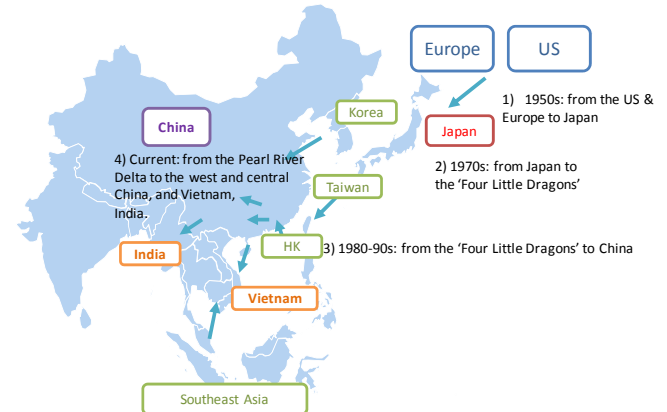 Europe
US
1) 1950s: from the US &
Europe to Japan
Korea
China
Japan
4) Current: from the Pearl River
Delta to the west and central
China, and Vietnam,
India.
2) 1970s: from Japan to
the ‘Four Little Dragons’
Taiwan
HK
3) 1980-90s: from the ‘Four Little Dragons’ to China
India
Vietnam
Southeast Asia